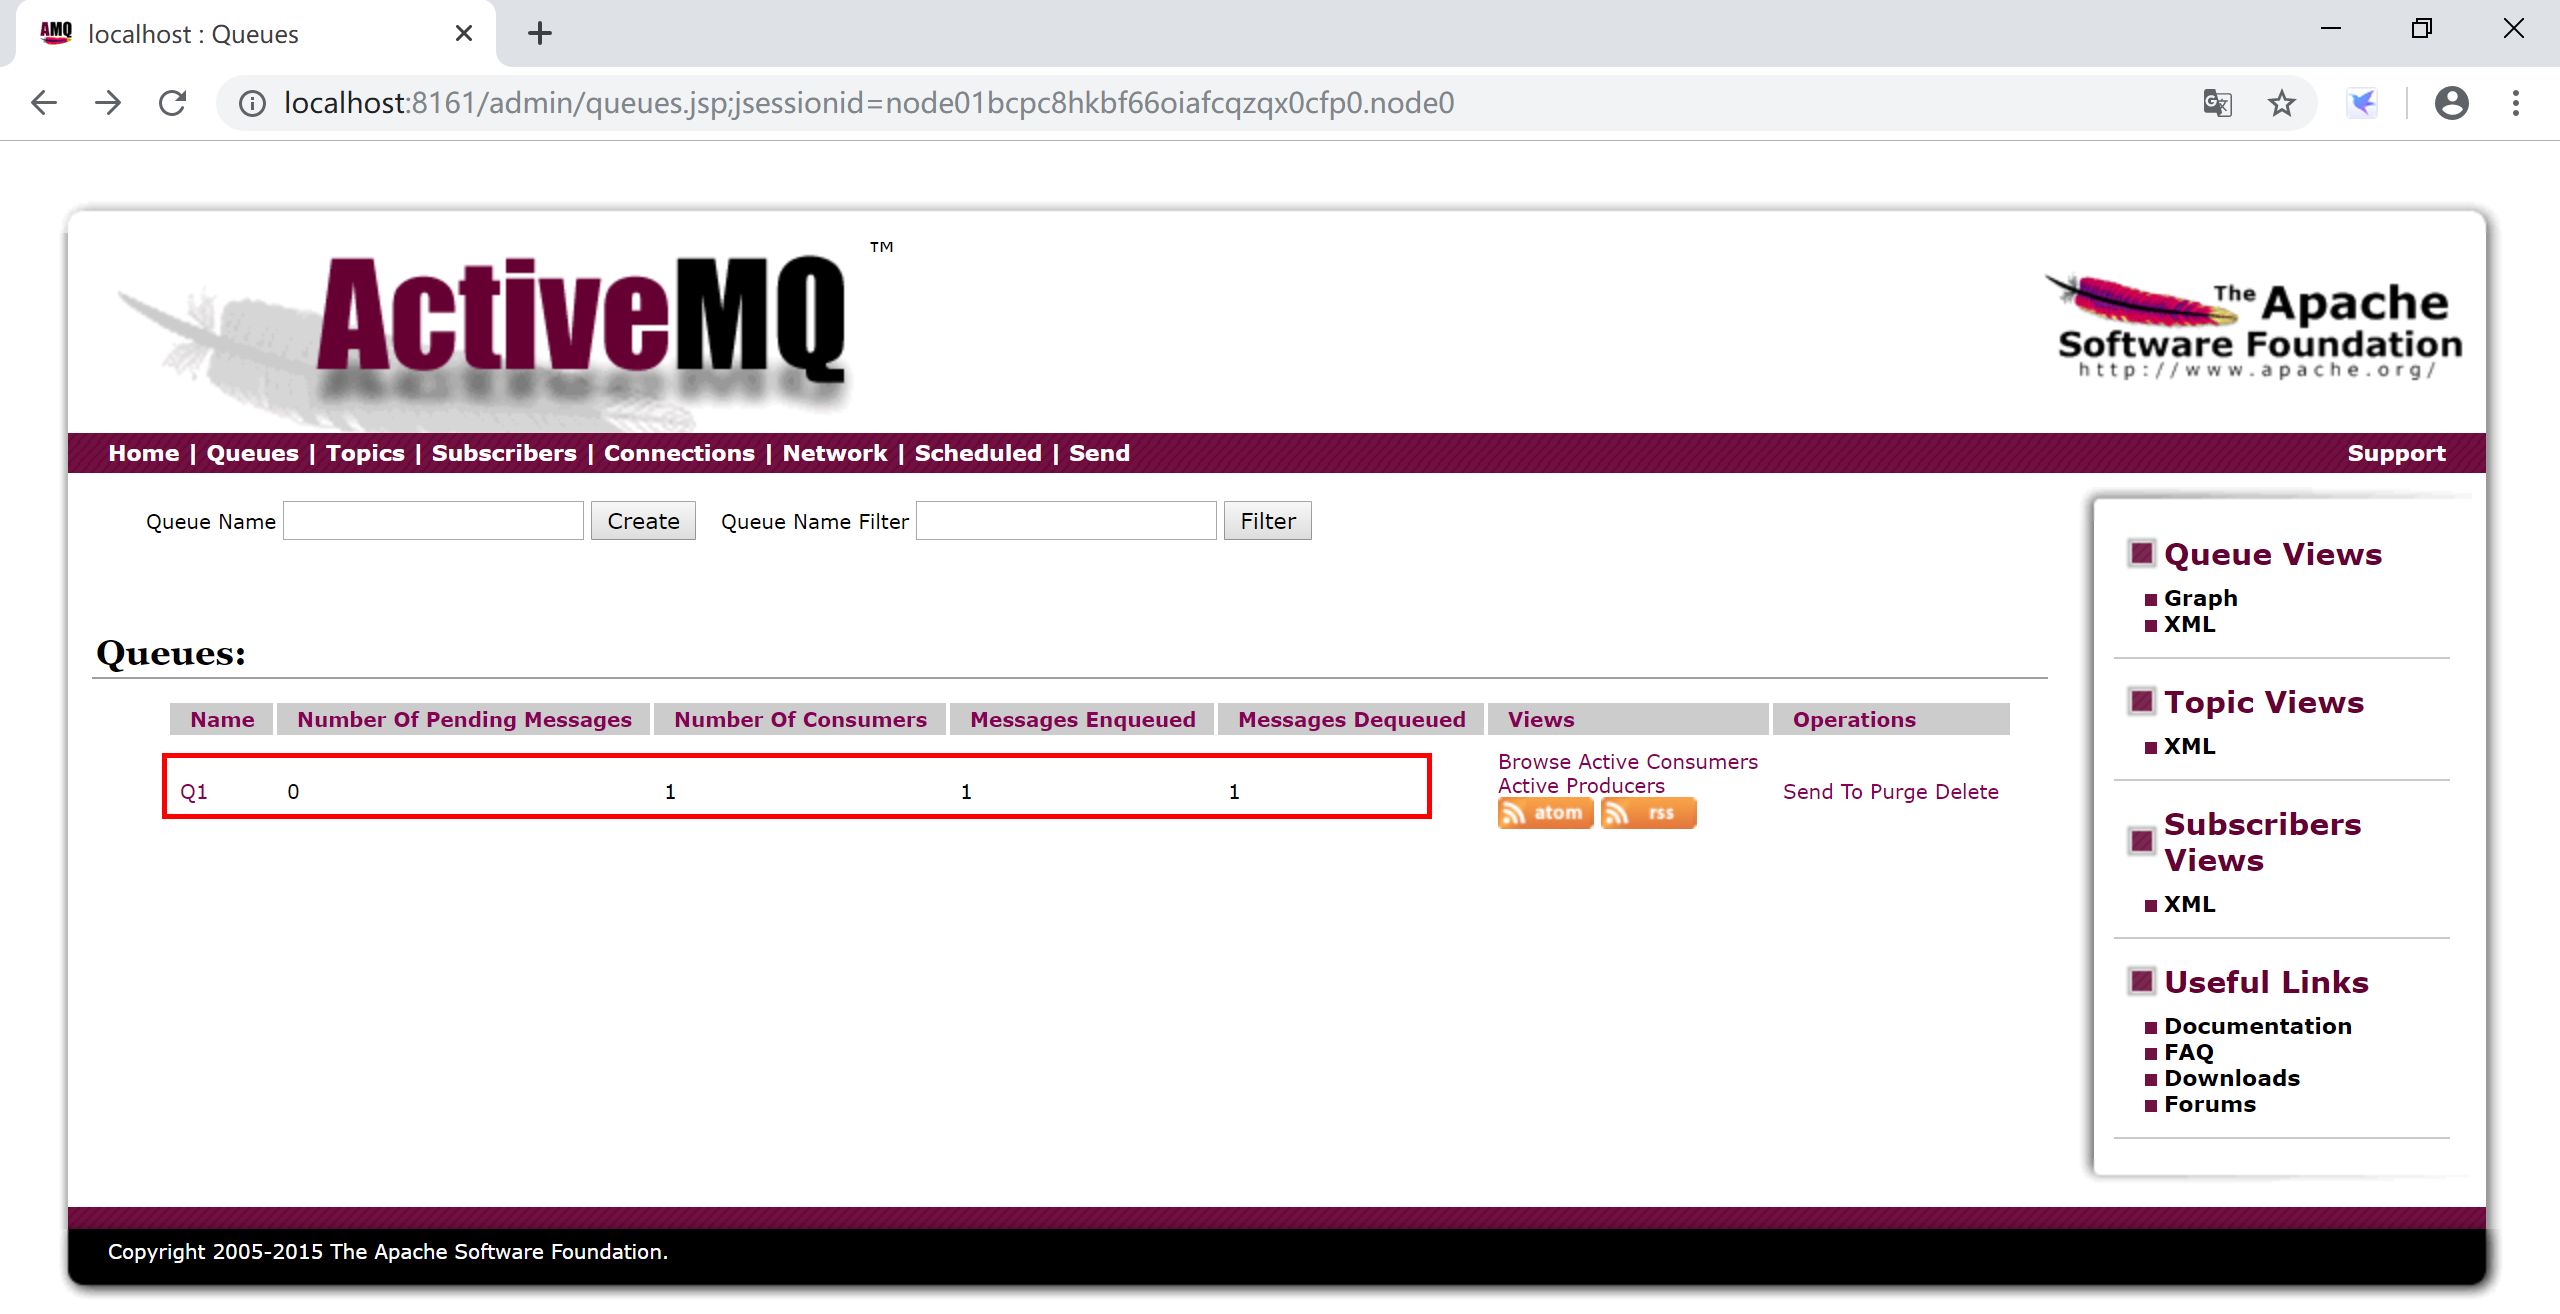 AMQ
localhost : Queues
localhost:8161/admin/queues.jsp;jsessionid=node01bcpc8hkbf66oiafcqzqx0cfp0.node0
ActiveMQ ™
The Apache
Software Foundation
http://www.apache.org/
Home | Queues | Topics | Subscribers | Connections | Network | Scheduled | Send
Support
Queue Name Create Queue Name Filter Filter
Queues:
Name Number Of Pending Messages Number Of Consumers Messages Enqueued Messages Dequeued Views Operations
Q1 0 1 1 1
Browse Active Consumers
Active Producers
atom rss
Send To Purge Delete
Queue Views
Graph
XML
Topic Views
XML
Subscribers
Views
XML
Useful Links
Documentation
FAQ
Downloads
Forums
Copyright 2005-2015 The Apache Software Foundation.